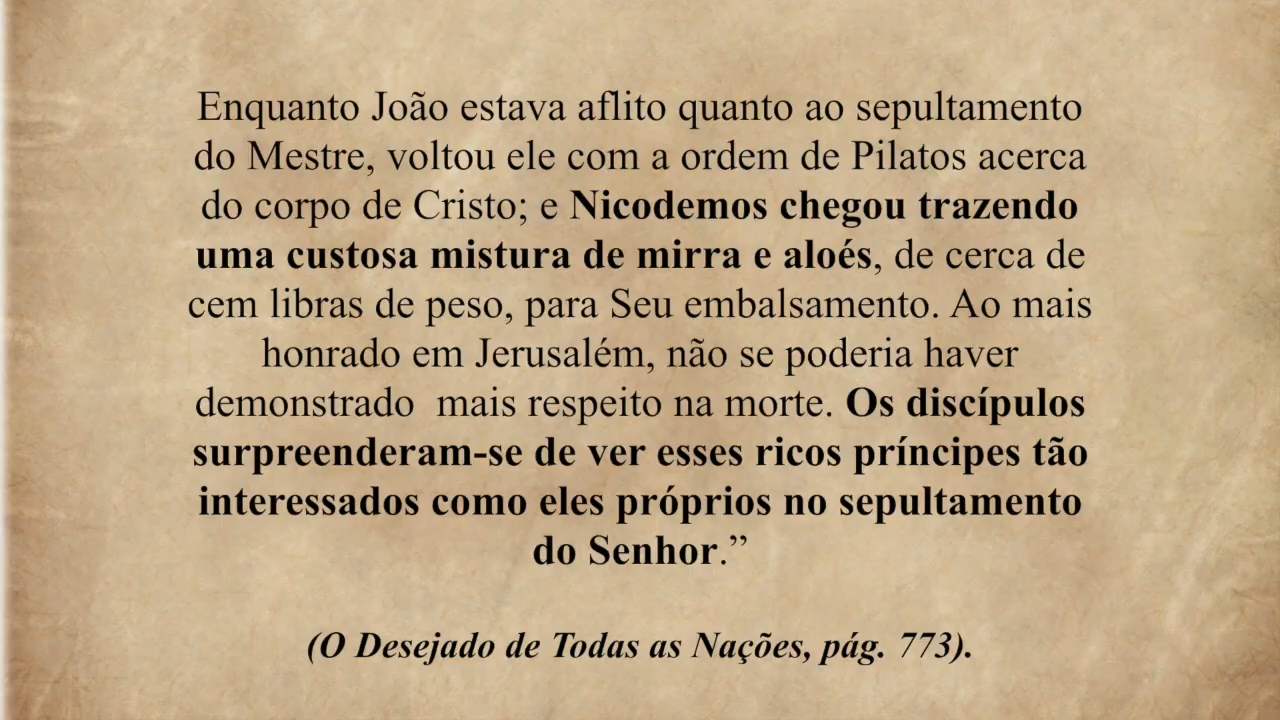 Enquanto João estava aflito quanto ao sepultamento
do Mestre, voltou ele com a ordem de Pilatos acerca
do corpo de Cristo; e Nicodemos chegou trazendo
uma custosa mistura de mirra e aloés, de cerca de
cem libras de peso, para Seu embalsamento. Ao mais
honrado em Jerusalém, não se poderia haver
demonstrado  mais respeito na morte. Os discípulos
surpreenderam-se de ver esses ricos príncipes tão
interessados como eles próprios no sepultamento
do Senhor.”
(O Desejado de Todas as Nações, pág. 773).